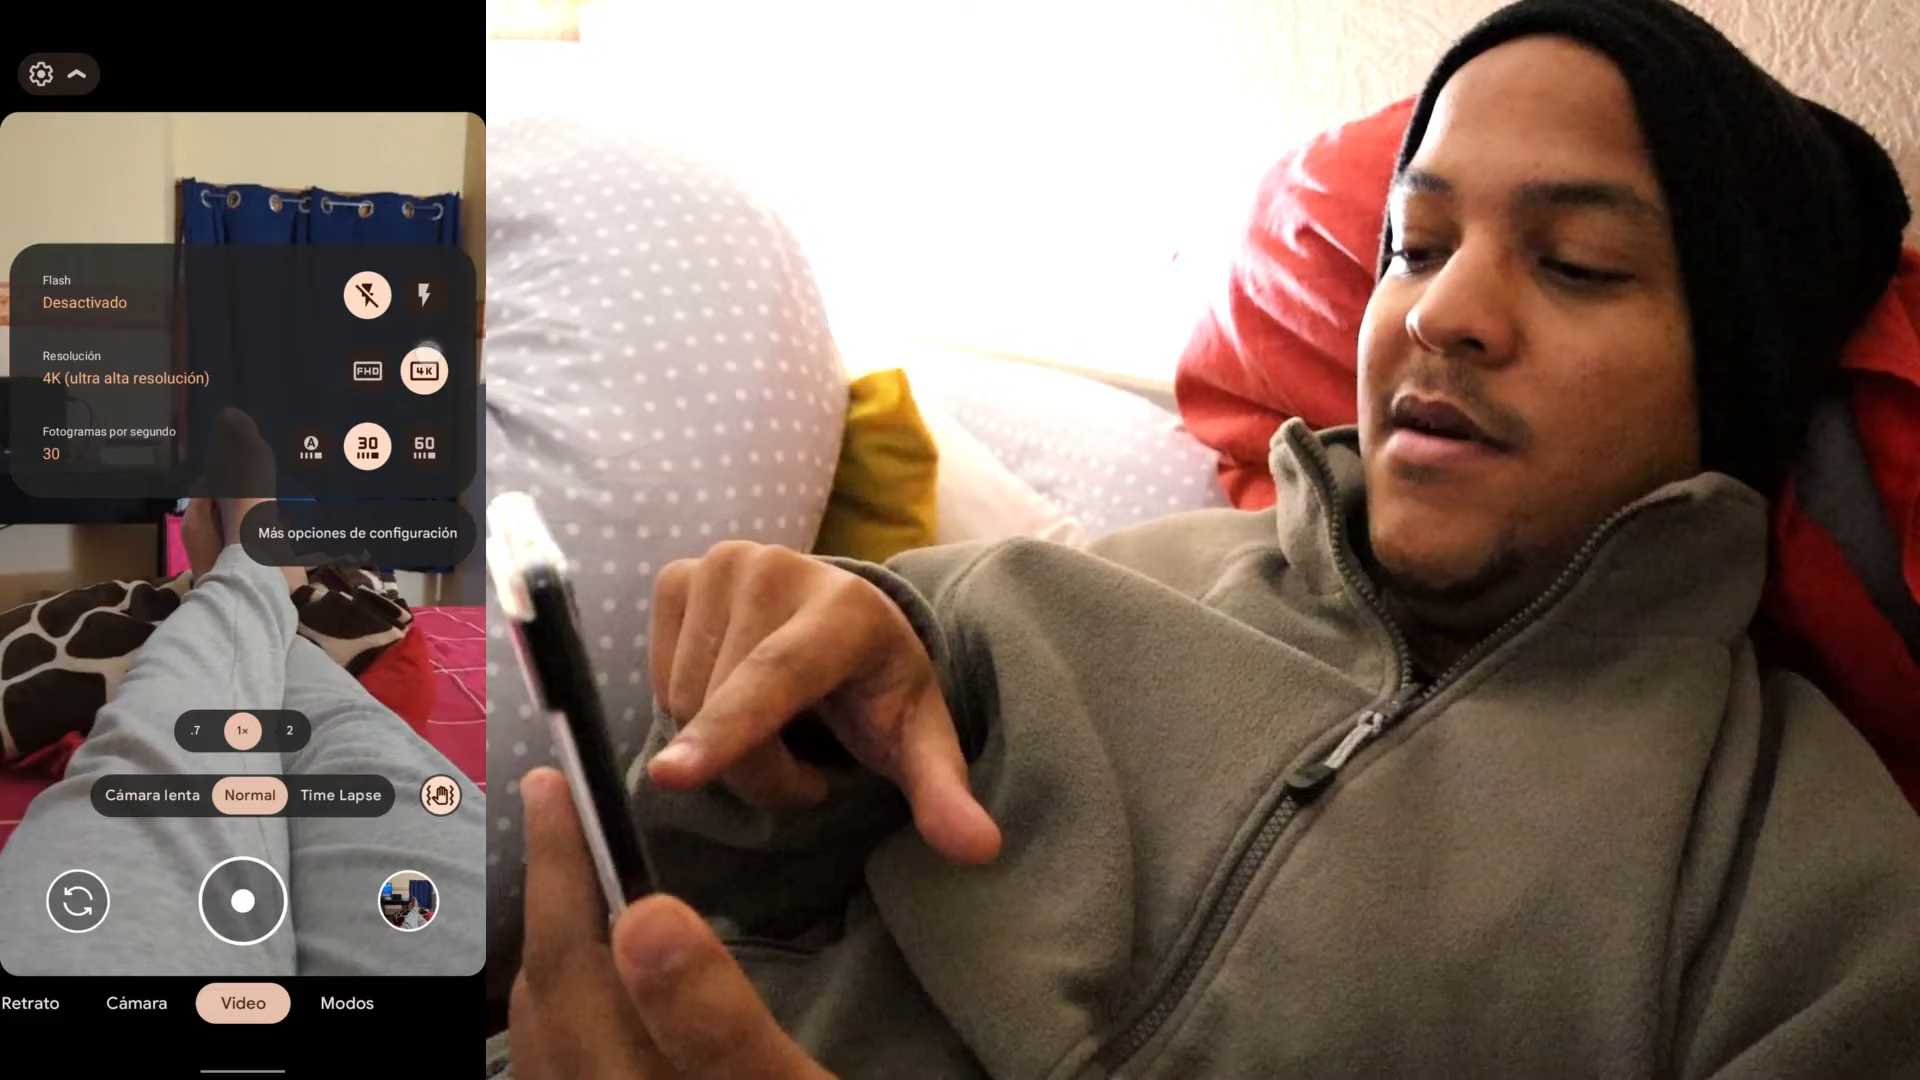 Flash
Desactivado
Resolución
4K (ultra alta resolución)
FHD
4K
Fotogramas por segundo
30
A
30
60
Más opciones de configuración
.7
1×
2
Cámara lenta
Normal
Time Lapse
Retrato
Cámara
Video
Modos